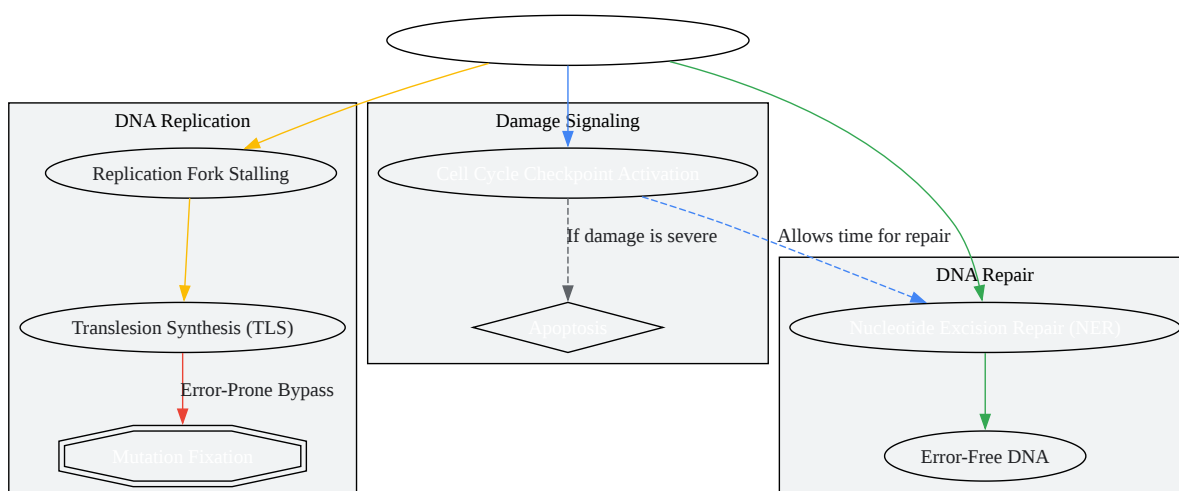 DNA Replication
Damage Signaling
Replication Fork Stalling
Cell Cycle Checkpoint Activation
If damage is severe
Allows time for repair
DNA Repair
Translesion Synthesis (TLS)
Apoptosis
Nucleotide Excision Repair (NER)
Error-Prone Bypass
Mutation Fixation
Error-Free DNA